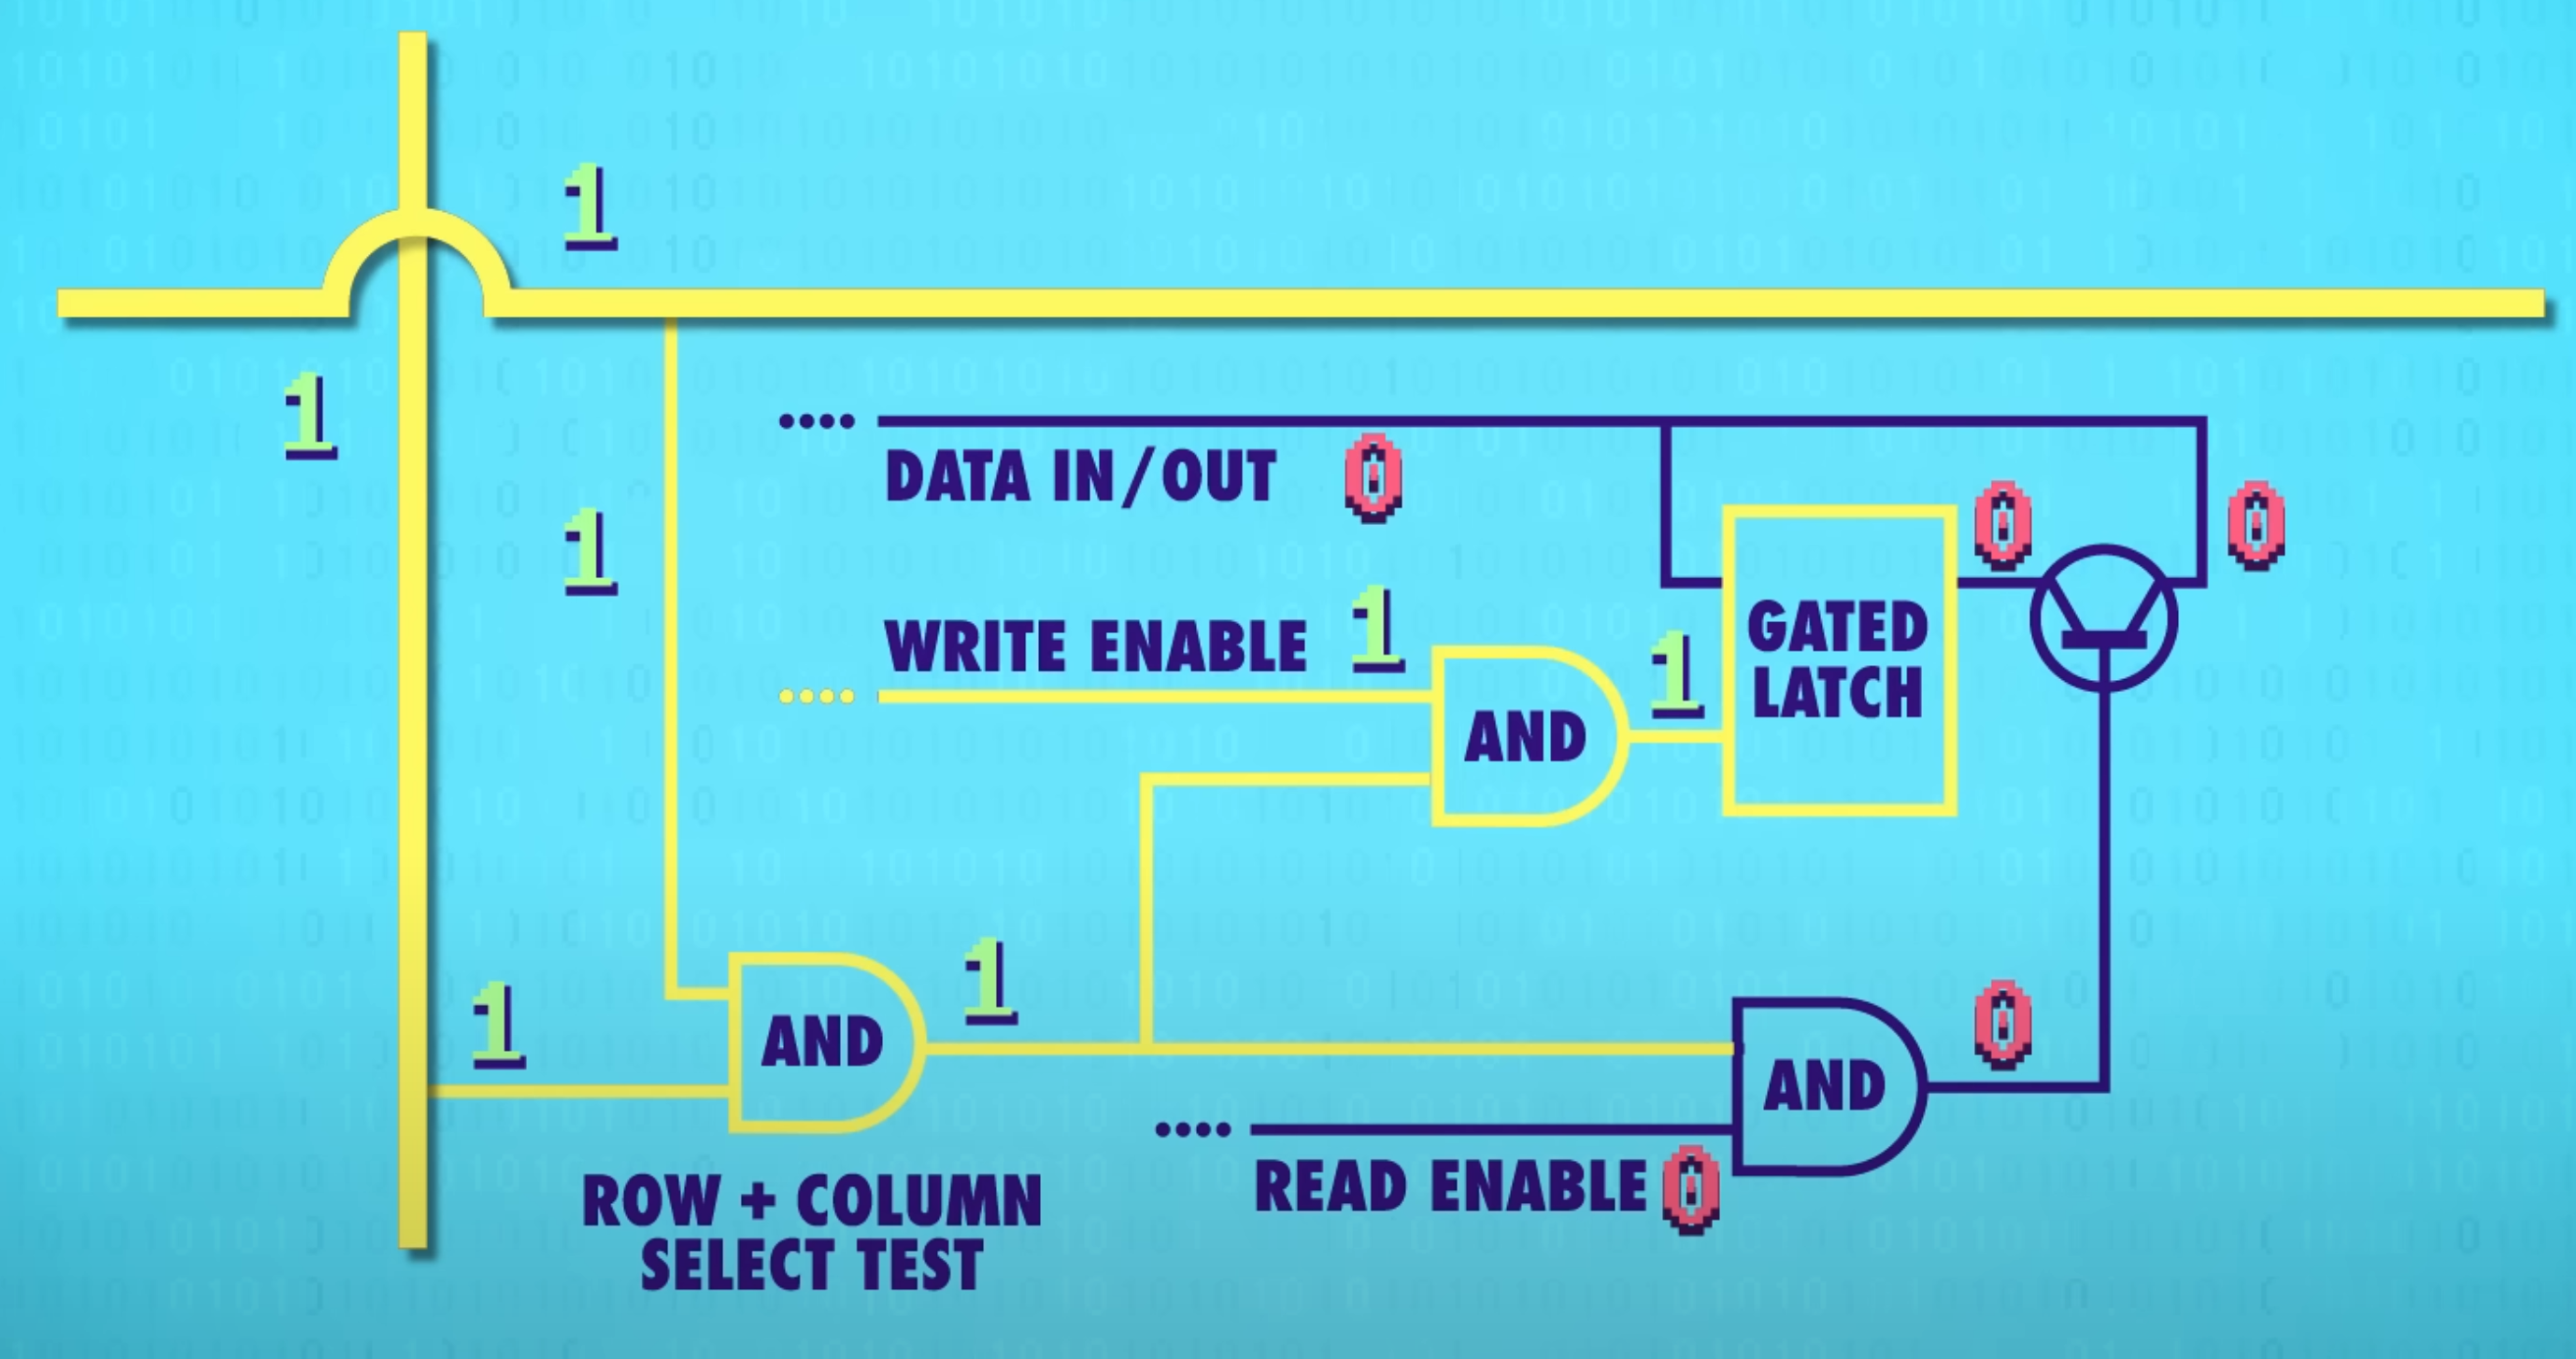 1
1
DATA IN/OUT 0
0
0
1
WRITE ENABLE 1
1
GATED
LATCH
AND
1
1
0
AND
AND
READ ENABLE 0
ROW + COLUMN
SELECT TEST